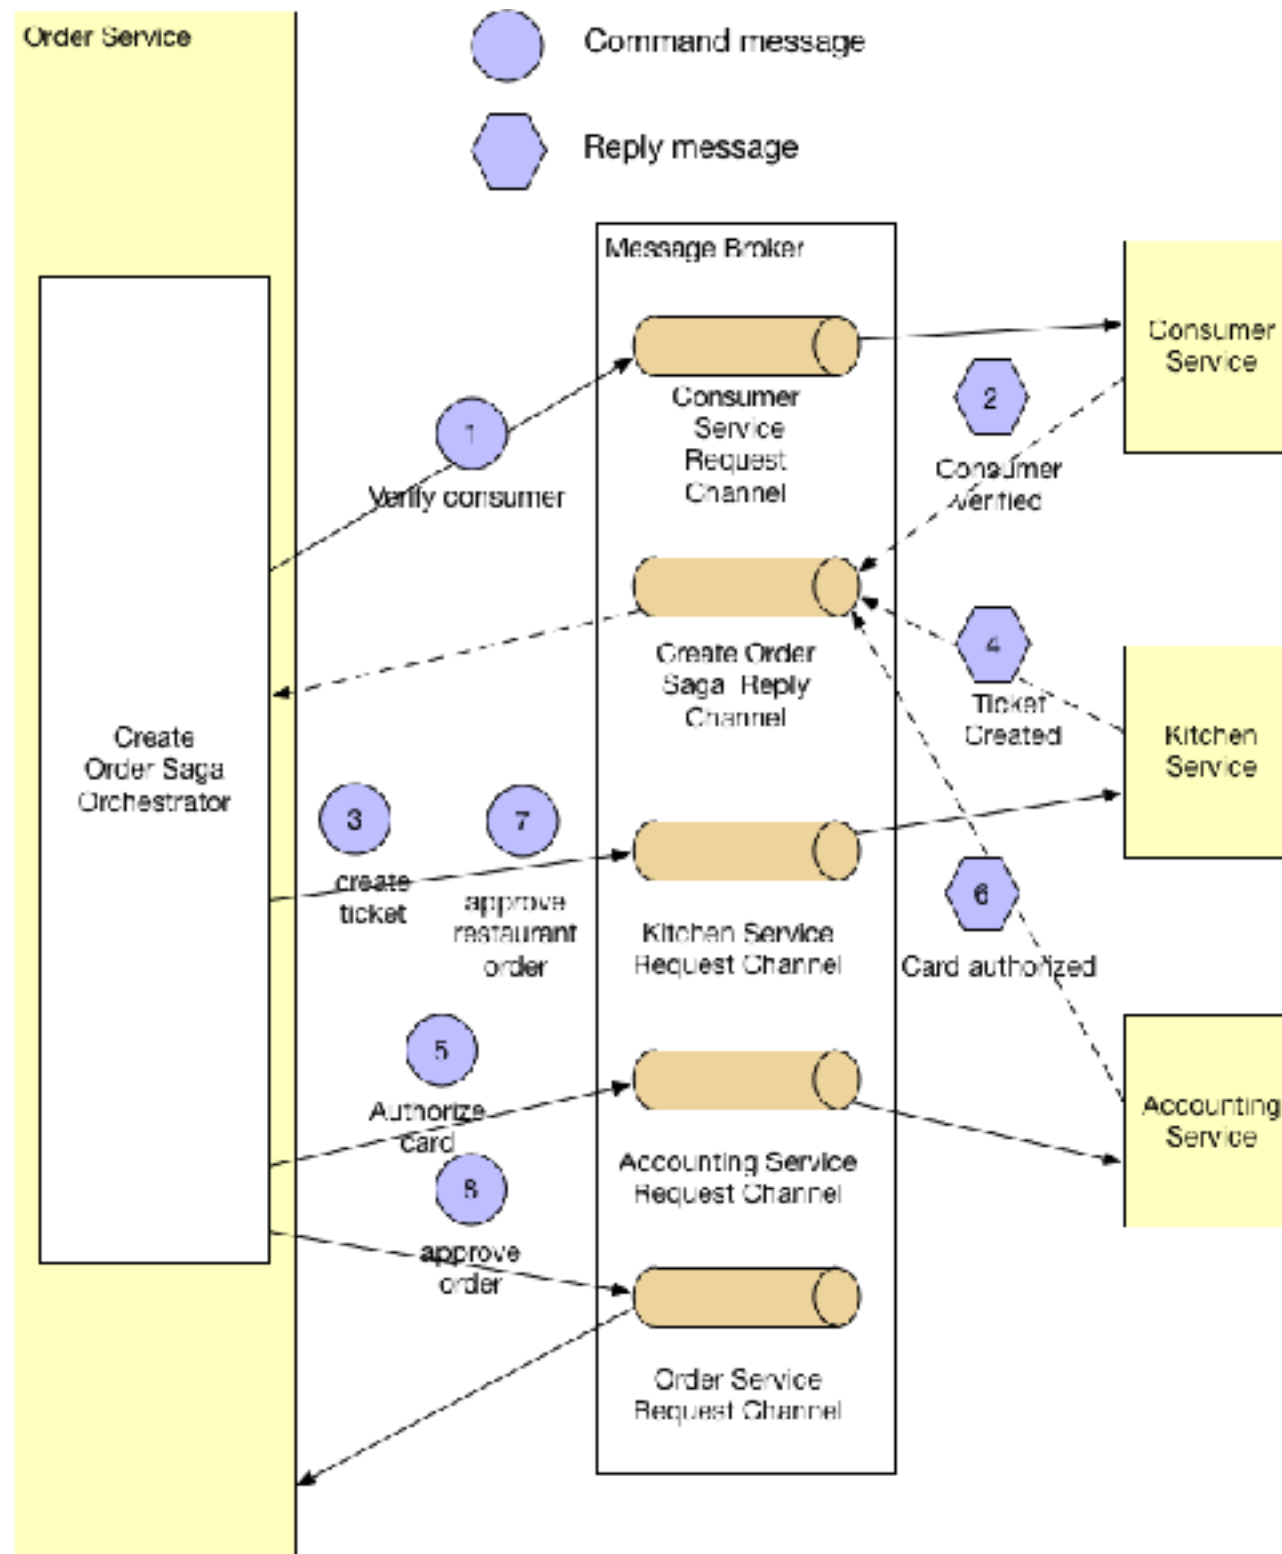 Order Service
Command message
Reply message
Message Broker
Consumer
Service
Request
Channel
Consumer
Service
1
Verify consumer
2
Consumer
Verified
Create Order
Saga Reply
Channel
4
Ticket
Created
Kitchen
Service
Create
Order Saga
Orchestrator
3
create
ticket
7
approve
restaurant
order
Kitchen Service
Request Channel
6
Card authorized
5
Authorize
card
Accounting Service
Request Channel
Accounting
Service
8
approve
order
Order Service
Request Channel